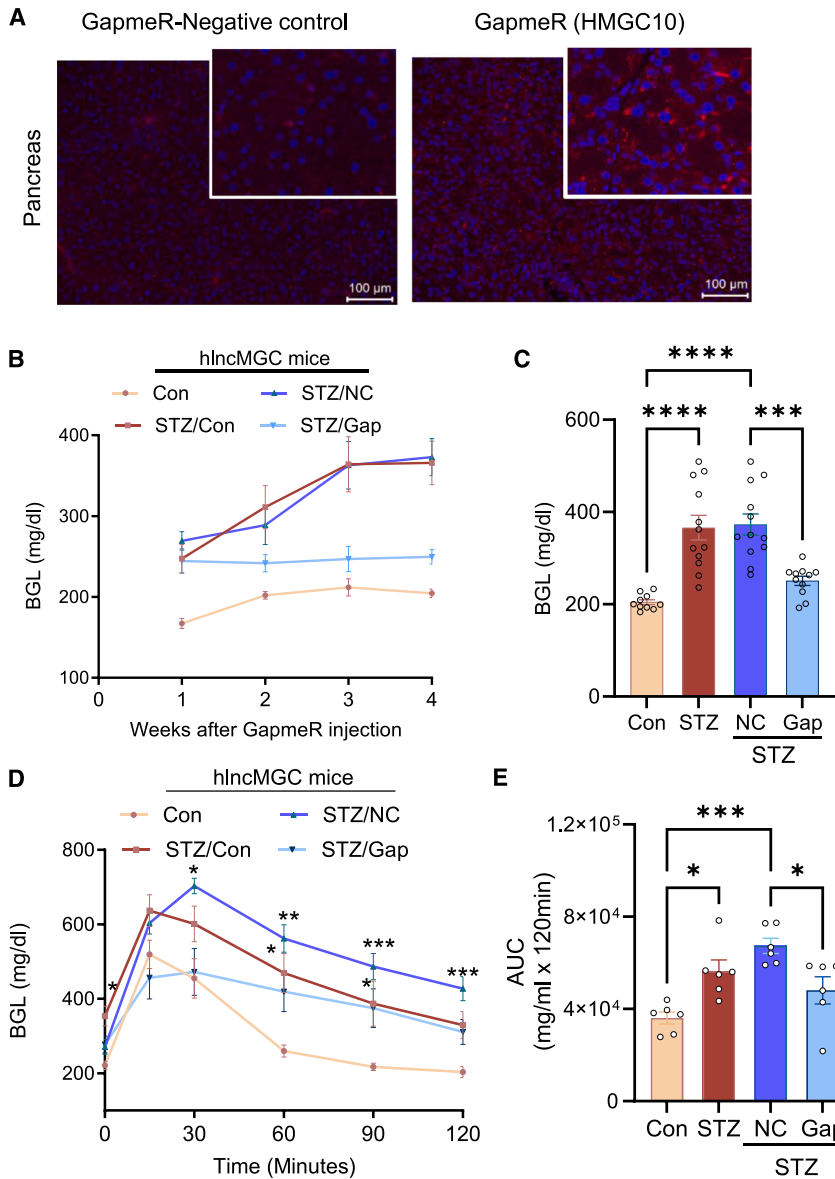 A
GapmeR-Negative control
GapmeR (HMGC10)
Pancreas
100 µm
100 µm
B
hlncMGC mice
Con
STZ/NC
STZ/Con
STZ/Gap
400
300
200
100
BGL (mg/dl)
0 1 2 3 4
Weeks after GapmeR injection
C
****
**** ***
600
400
200
0
BGL (mg/dl)
Con STZ NC Gap
STZ
D
hlncMGC mice
Con
STZ/NC
STZ/Con
STZ/Gap
800
600
400
200
BGL (mg/dl)
*
*
**
*
***
*
***
0 30 60 90 120
Time (Minutes)
E
***
* *
1.2×10⁵
8×10⁴
4×10⁴
0
AUC
(mg/ml x 120min)
Con STZ NC Gap
STZ